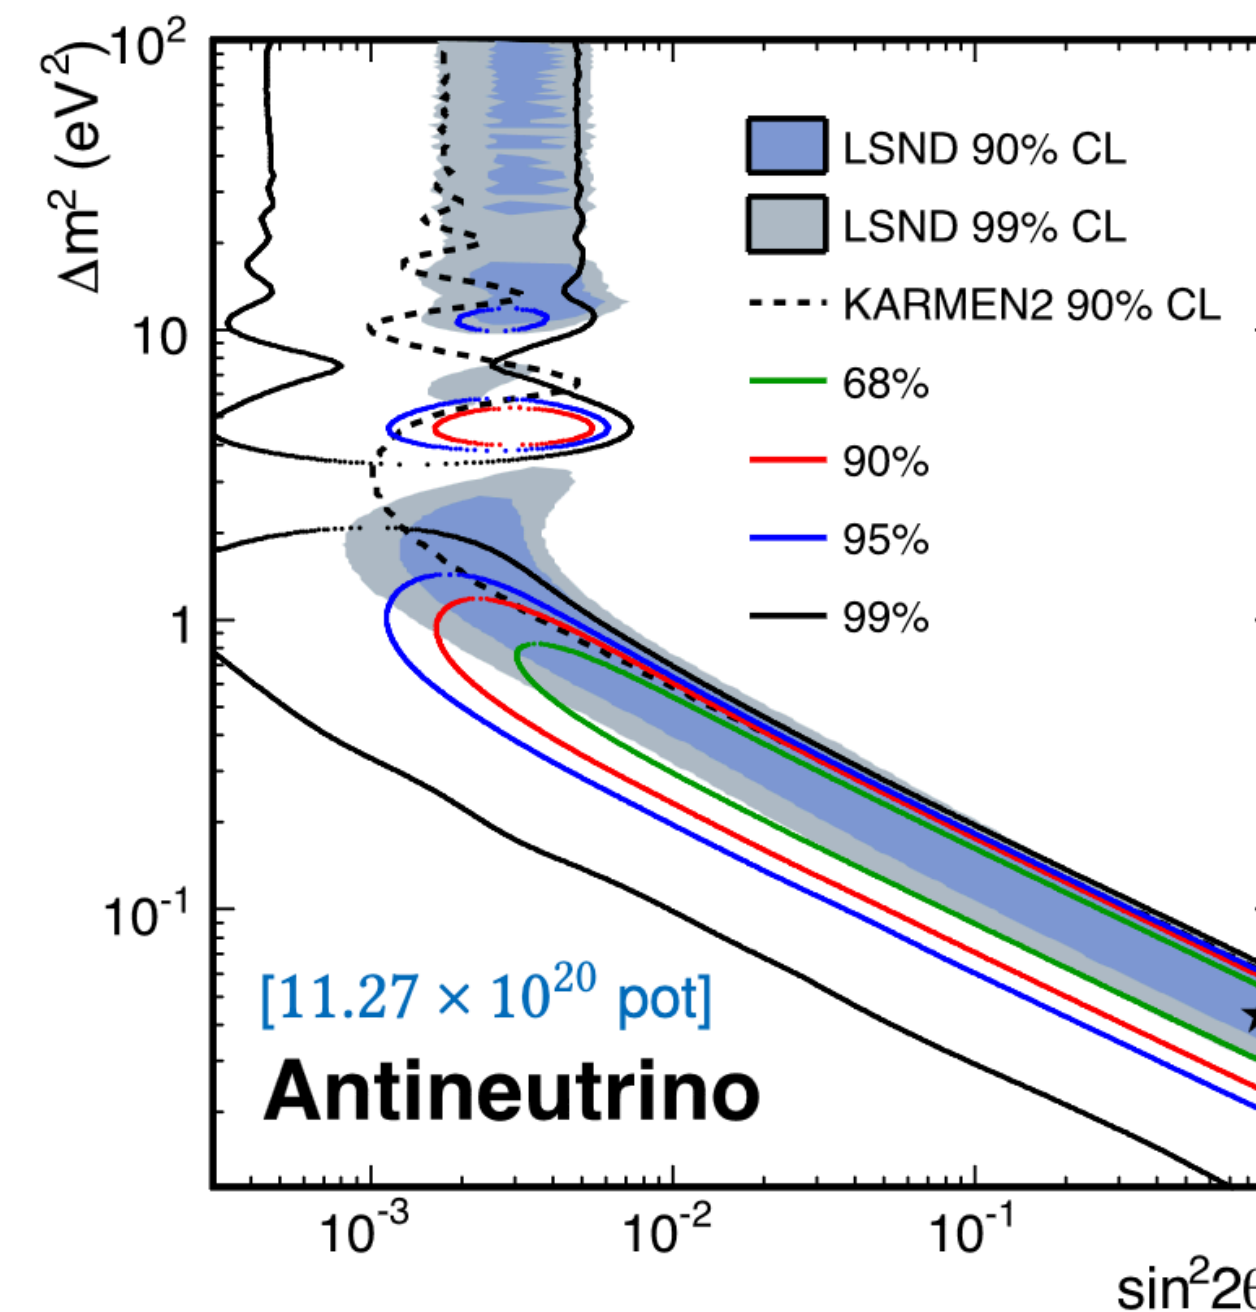 Δm² (eV²)
10²
10
1
10⁻¹
LSND 90% CL
LSND 99% CL
KARMEN2 90% CL
68%
90%
95%
99%
[11.27 × 10²⁰ pot]
Antineutrino
10⁻³ 10⁻² 10⁻¹
sin²2θ